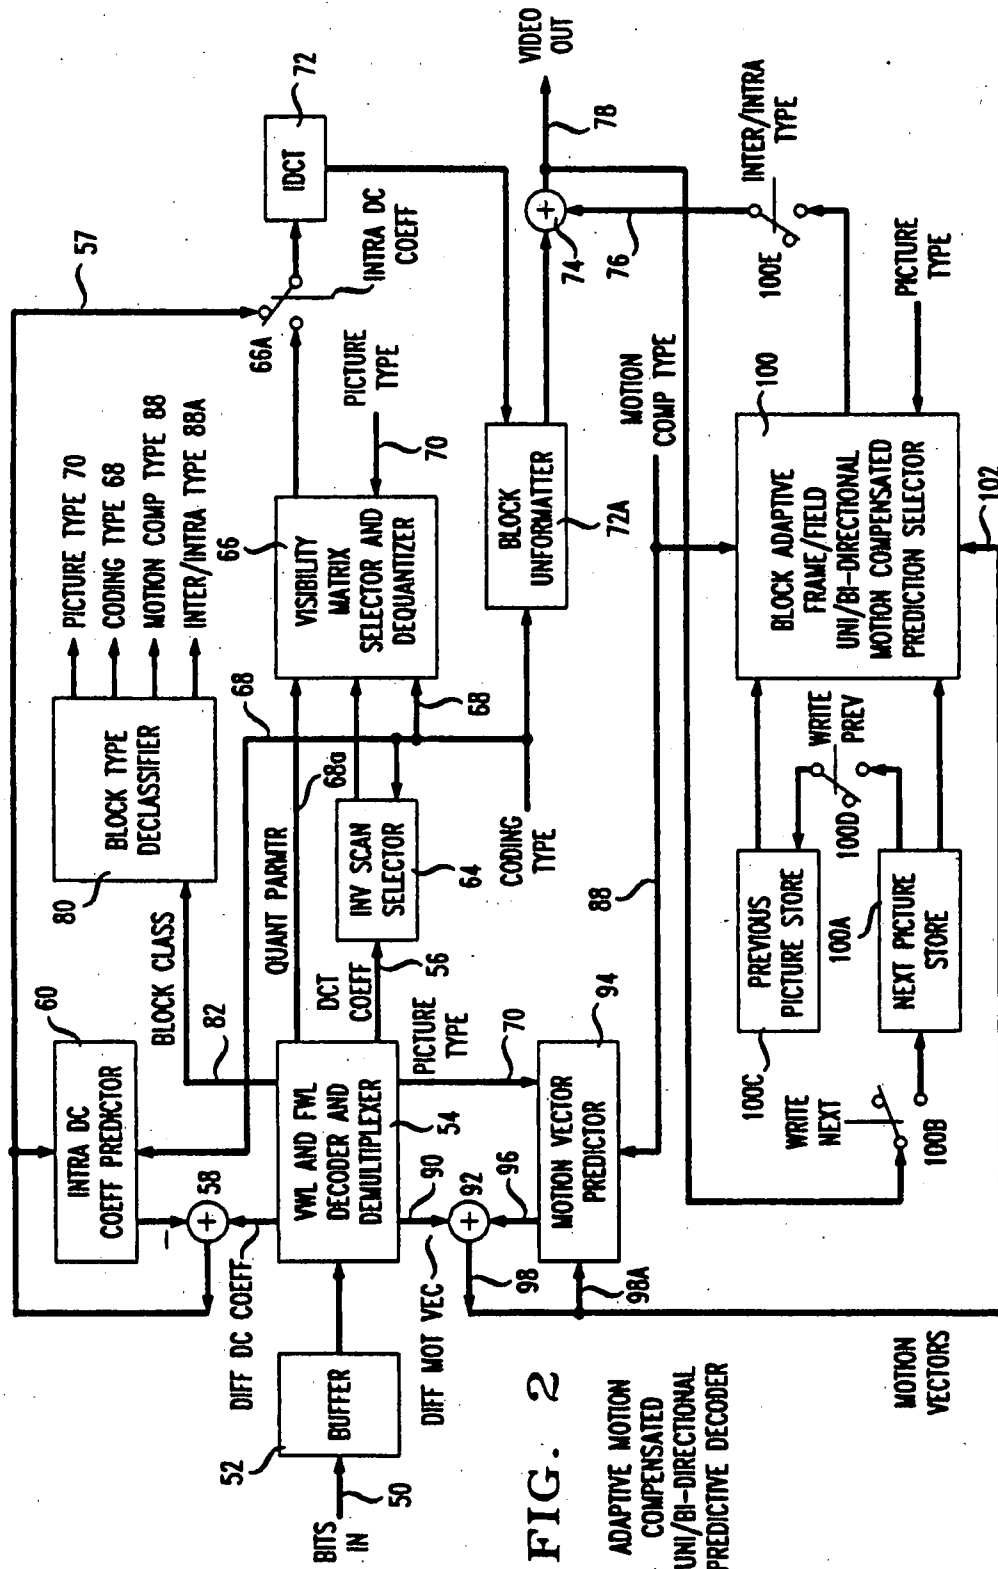 BITS
IN
50
52
BUFFER
DIFF DC COEFF
DIFF MOT VEC
58
+
−
60
INTRA DC
COEFF PREDICTOR
57
VWL AND FWL
DECODER AND
DEMULTIPLEXER
54
90
92
+
96
98
98A
BLOCK CLASS
82
80
BLOCK TYPE
DECLASSIFIER
PICTURE TYPE 70
CODING TYPE 68
MOTION COMP TYPE 88
INTER/INTRA TYPE 88A
QUANT PARMTR
68a
DCT
COEFF
56
PICTURE
TYPE
70
INV SCAN
SELECTOR
64
68
68
66
VISIBILITY
MATRIX
SELECTOR AND
DEQUANTIZER
PICTURE
TYPE
70
66A
INTRA DC
COEFF
IDCT
72
CODING
TYPE
BLOCK
UNFORMATTER
72A
+
74
76
78
VIDEO
OUT
MOTION VECTOR
PREDICTOR
94
88
MOTION
COMP TYPE
INTER/INTRA
TYPE
100E
WRITE
NEXT
100B
100C
PREVIOUS
PICTURE STORE
100A
NEXT PICTURE
STORE
100D
WRITE
PREV
BLOCK ADAPTIVE
FRAME/FIELD
UNI/BI-DIRECTIONAL
MOTION COMPENSATED
PREDICTION SELECTOR
100
PICTURE
TYPE
102
MOTION
VECTORS
FIG. 2
ADAPTIVE MOTION
COMPENSATED
UNI/BI-DIRECTIONAL
PREDICTIVE DECODER